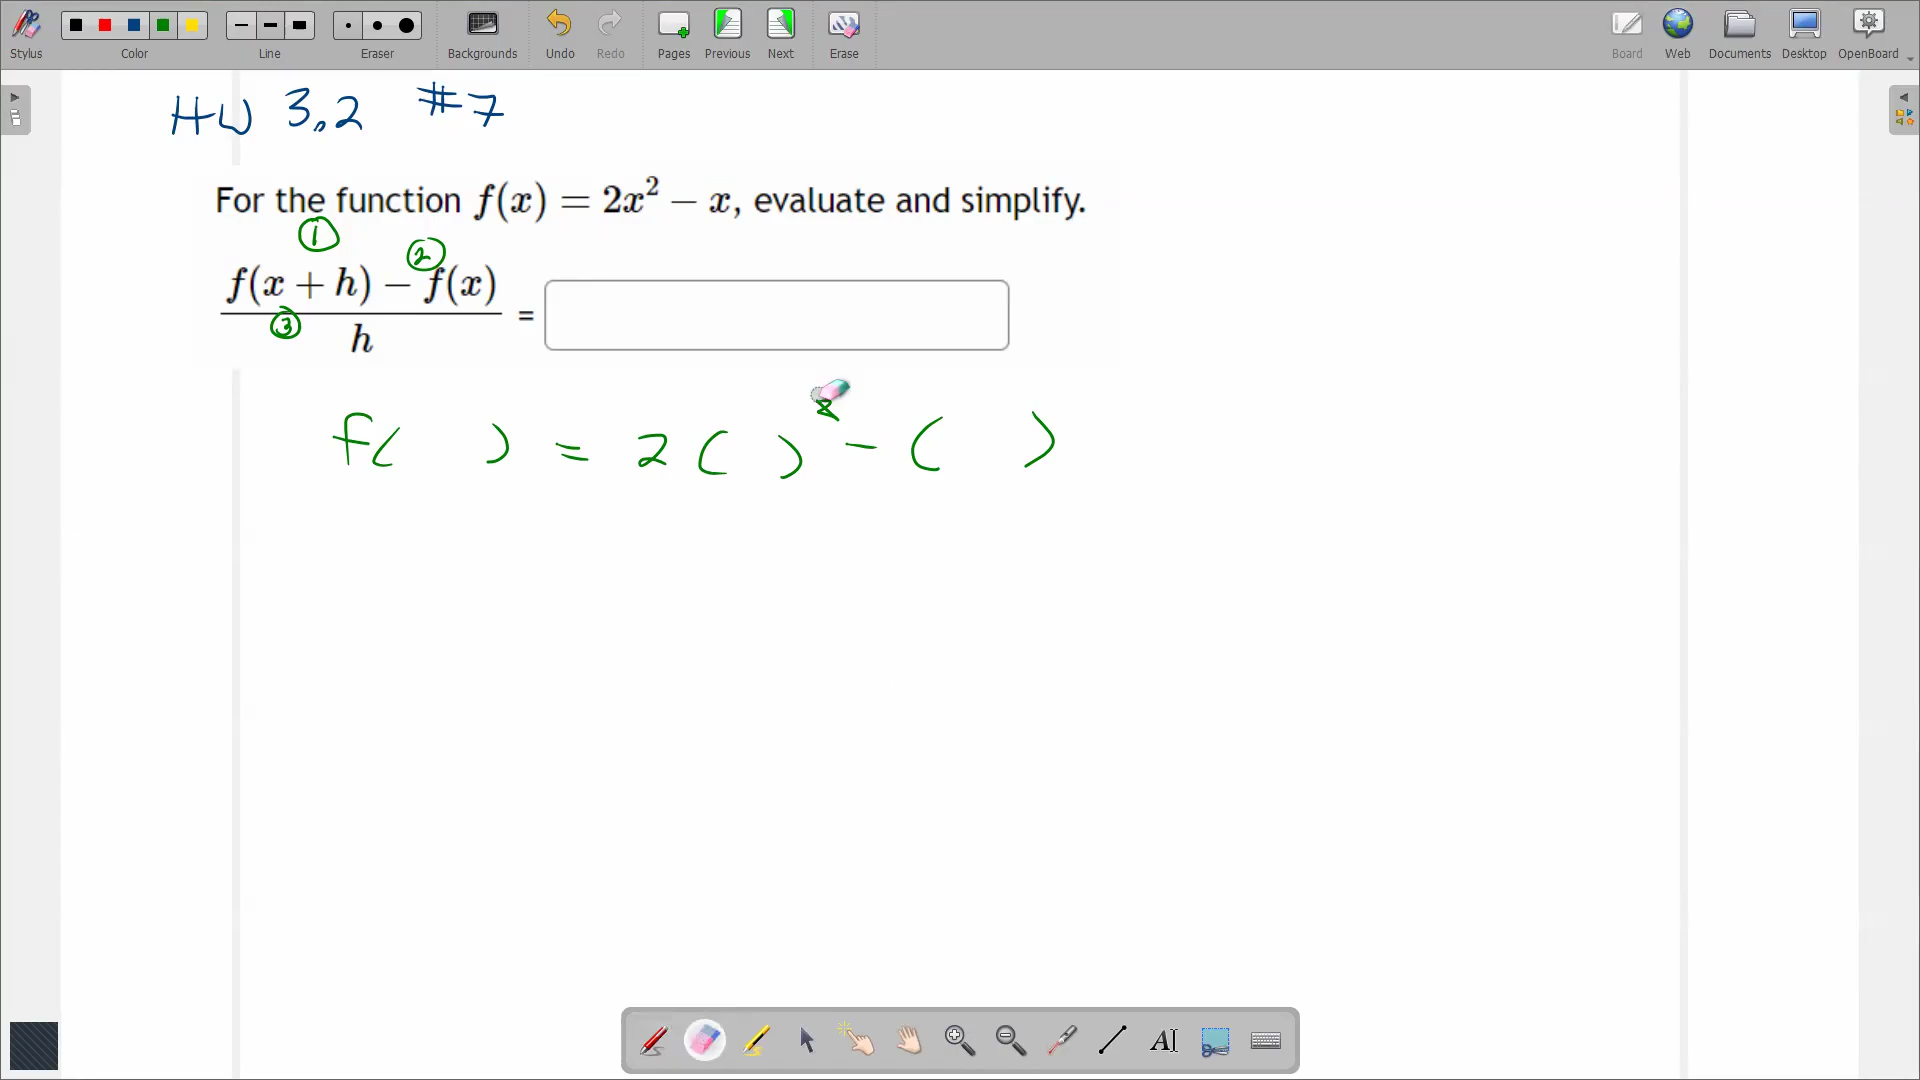 Stylus Color Line Eraser Backgrounds Undo Redo Pages Previous Next Erase Board Web Documents Desktop OpenBoard
HW 3.2 #7
For the function f(x) = 2x² − x, evaluate and simplify.
① ②
f(x + h) − f(x)
③
h
=
f( ) = 2( )² − ( )
AI